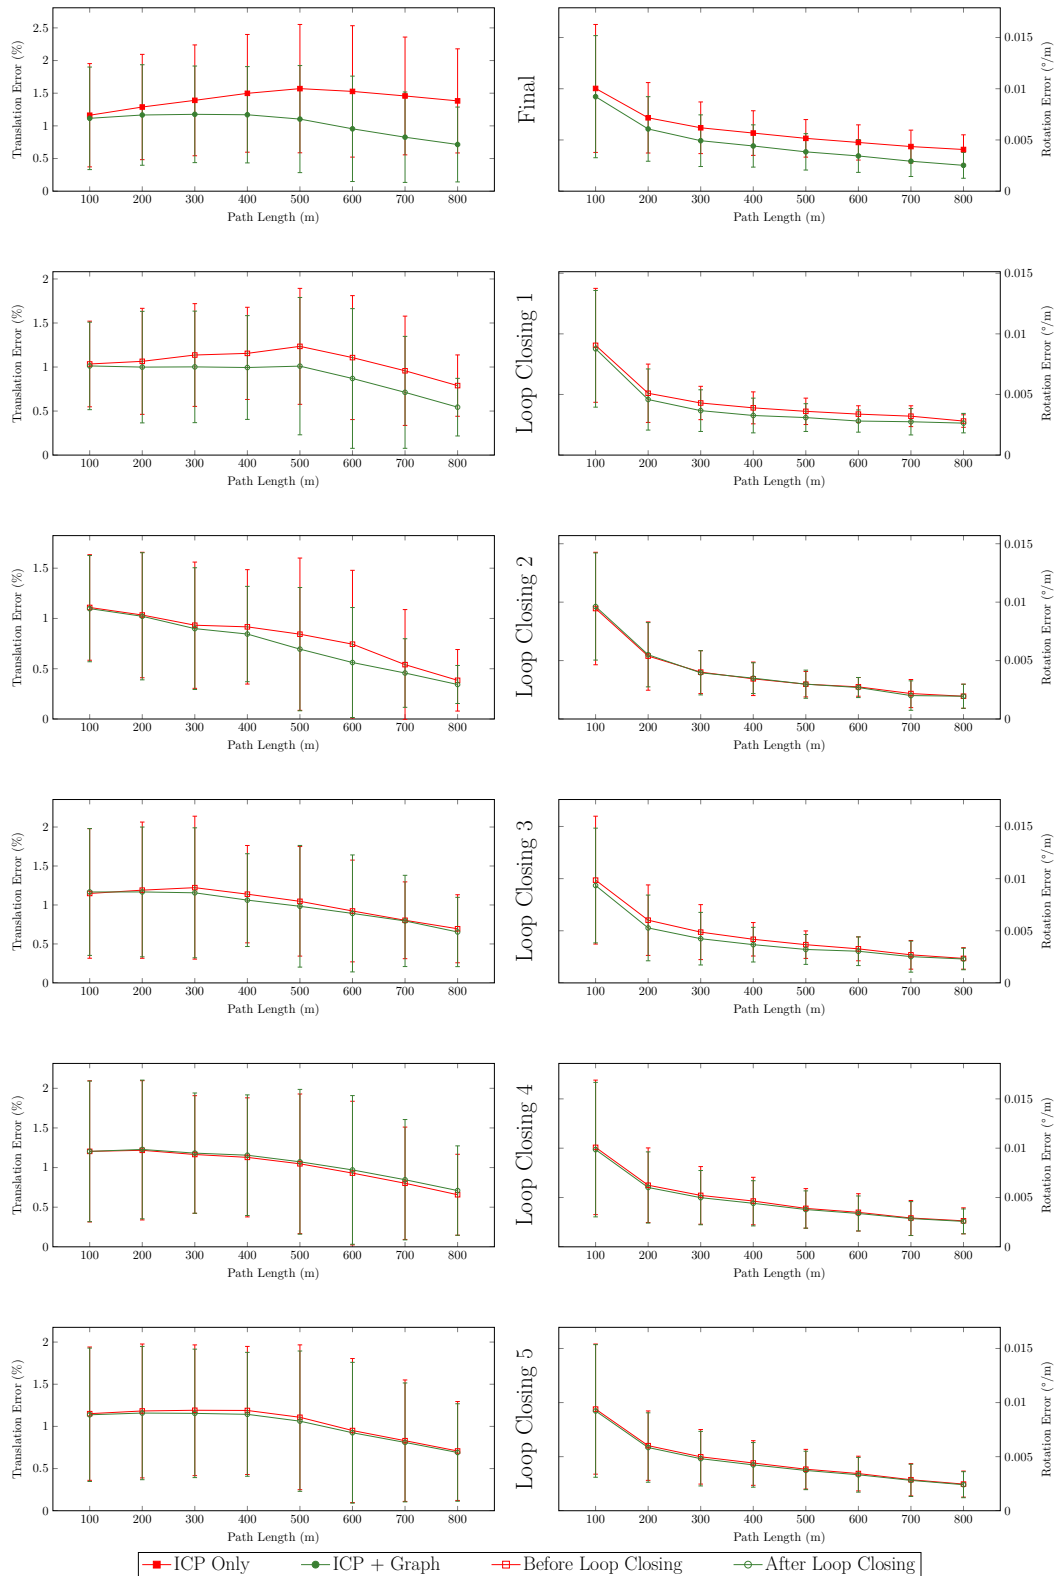 Translation Error (%)
2.5
2
1.5
1
0.5
0
100 200 300 400 500 600 700 800
Path Length (m)
Final
0.015
0.01
0.005
0
Rotation Error (°/m)
100 200 300 400 500 600 700 800
Path Length (m)
Translation Error (%)
2
1.5
1
0.5
0
100 200 300 400 500 600 700 800
Path Length (m)
Loop Closing 1
0.015
0.01
0.005
0
Rotation Error (°/m)
100 200 300 400 500 600 700 800
Path Length (m)
Translation Error (%)
1.5
1
0.5
0
100 200 300 400 500 600 700 800
Path Length (m)
Loop Closing 2
0.015
0.01
0.005
0
Rotation Error (°/m)
100 200 300 400 500 600 700 800
Path Length (m)
Translation Error (%)
2
1.5
1
0.5
0
100 200 300 400 500 600 700 800
Path Length (m)
Loop Closing 3
0.015
0.01
0.005
0
Rotation Error (°/m)
100 200 300 400 500 600 700 800
Path Length (m)
Translation Error (%)
2
1.5
1
0.5
0
100 200 300 400 500 600 700 800
Path Length (m)
Loop Closing 4
0.015
0.01
0.005
0
Rotation Error (°/m)
100 200 300 400 500 600 700 800
Path Length (m)
Translation Error (%)
2
1.5
1
0.5
0
100 200 300 400 500 600 700 800
Path Length (m)
Loop Closing 5
0.015
0.01
0.005
0
Rotation Error (°/m)
100 200 300 400 500 600 700 800
Path Length (m)
ICP Only ICP + Graph Before Loop Closing After Loop Closing